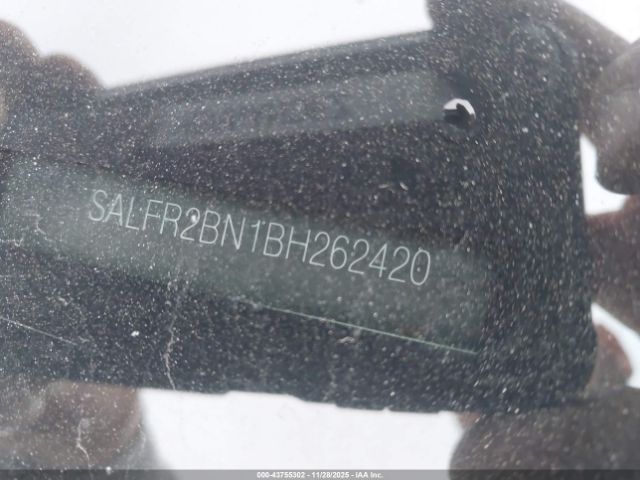 SALFR2BN1BH262420
000-43755302 - 11/28/2025 - IAA Inc.